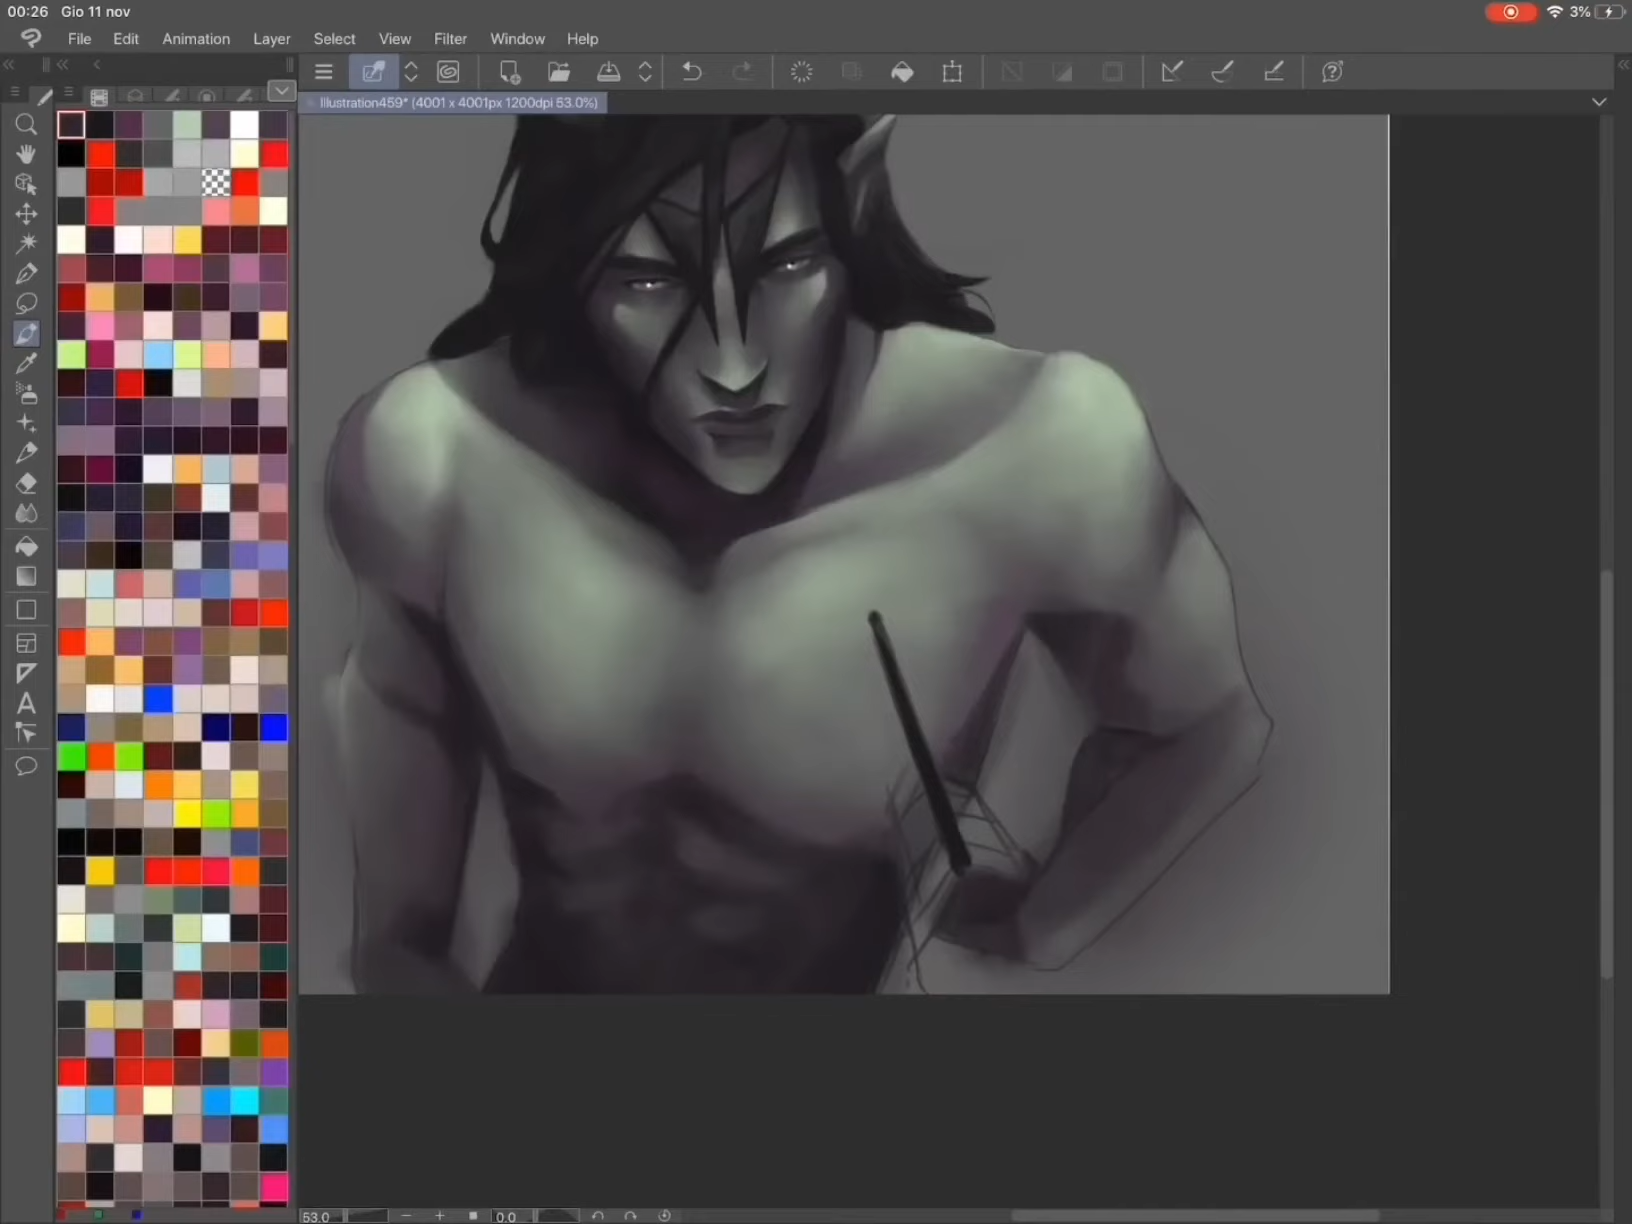 00:26 Gio 11 nov 3%
File Edit Animation Layer Select View Filter Window Help
Illustration459* (4001 x 4001px 1200dpi 53.0%)
53.0 0.0